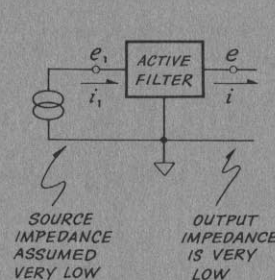 e₁
ACTIVE
FILTER
e
i₁
i
SOURCE
IMPEDANCE
ASSUMED
VERY LOW
OUTPUT
IMPEDANCE
IS VERY
LOW